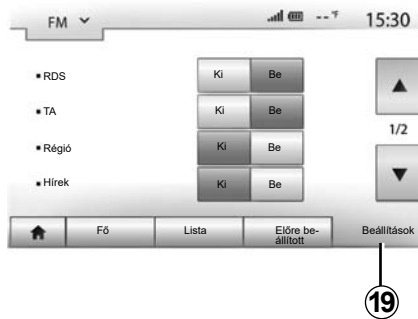 FM
--°F
15:30
RDS Ki Be
TA Ki Be
1/2
Régió Ki Be
Hírek Ki Be
Fő Lista Előre be-
állított Beállítások
19